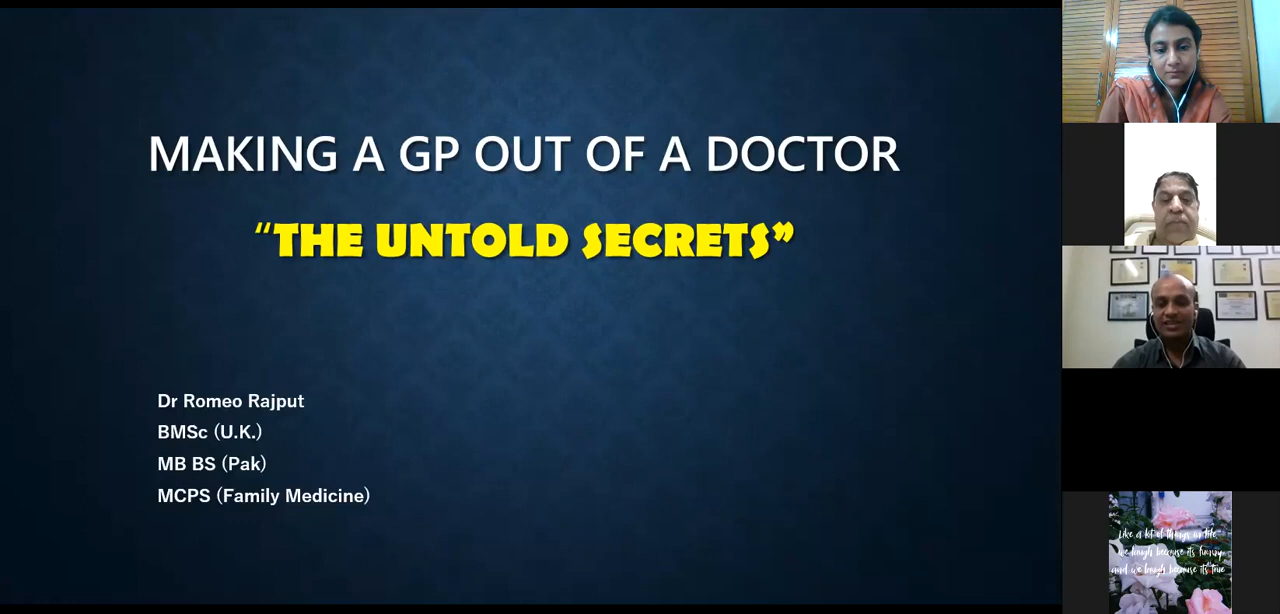 MAKING A GP OUT OF A DOCTOR
“THE UNTOLD SECRETS”
Dr Romeo Rajput
BMSc (U.K.)
MB BS (Pak)
MCPS (Family Medicine)
Like a lot of things in life
we laugh because its funny
and we laugh because it's true